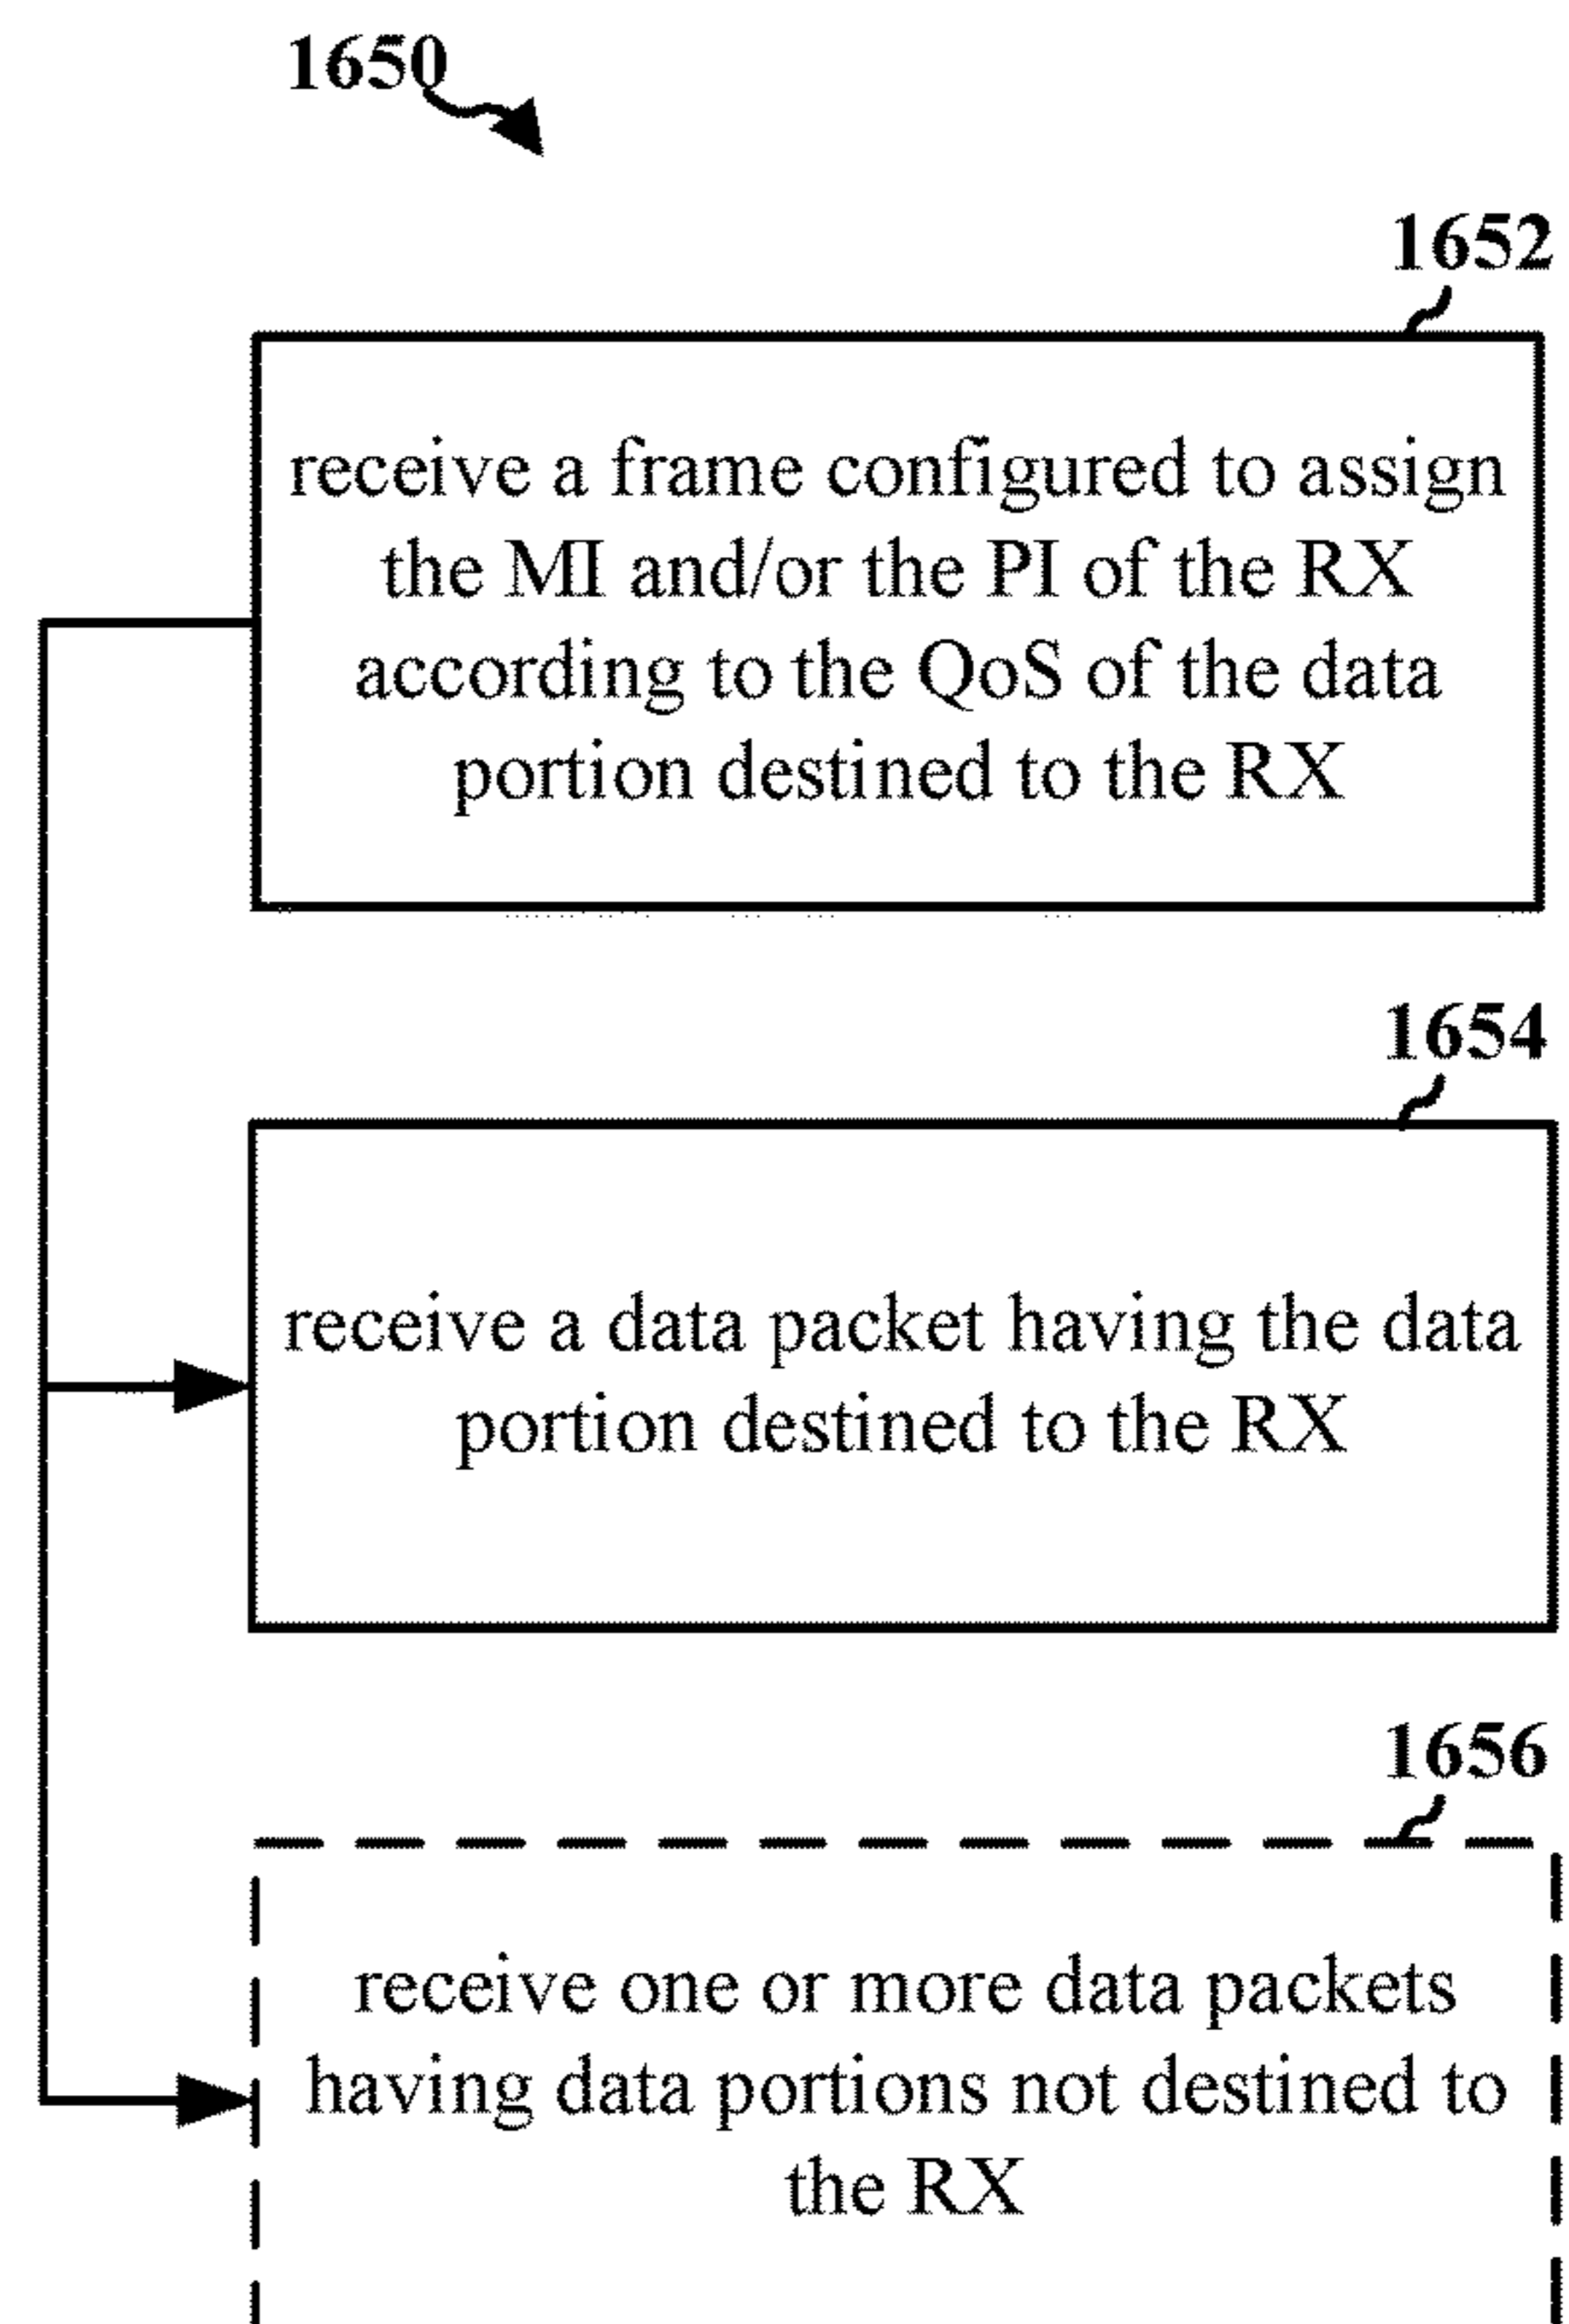 1650
1652
receive a frame configured to assign
the MI and/or the PI of the RX
according to the QoS of the data
portion destined to the RX
1654
receive a data packet having the data
portion destined to the RX
1656
receive one or more data packets
having data portions not destined to
the RX